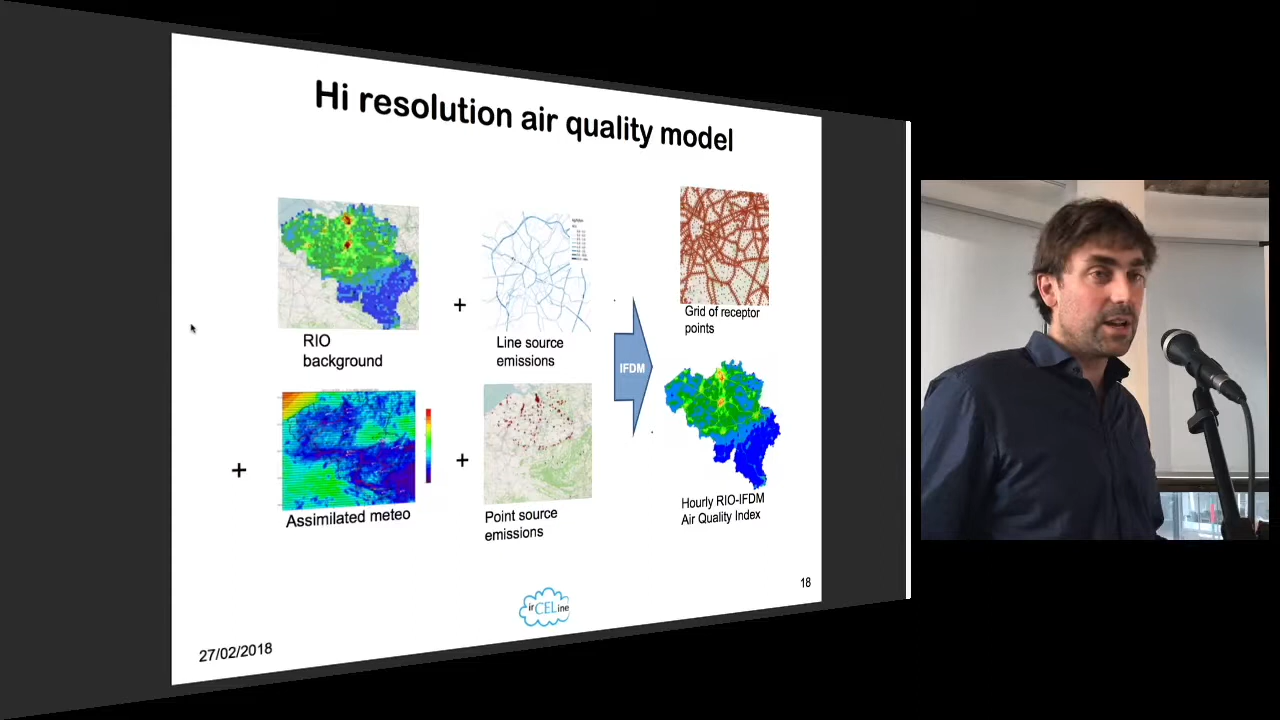 Hi resolution air quality model
RIO
background
+
Line source
emissions
Grid of receptor
points
IFDM
+
Assimilated meteo
+
Point source
emissions
Hourly RIO-IFDM
Air Quality Index
18
irCELine
27/02/2018